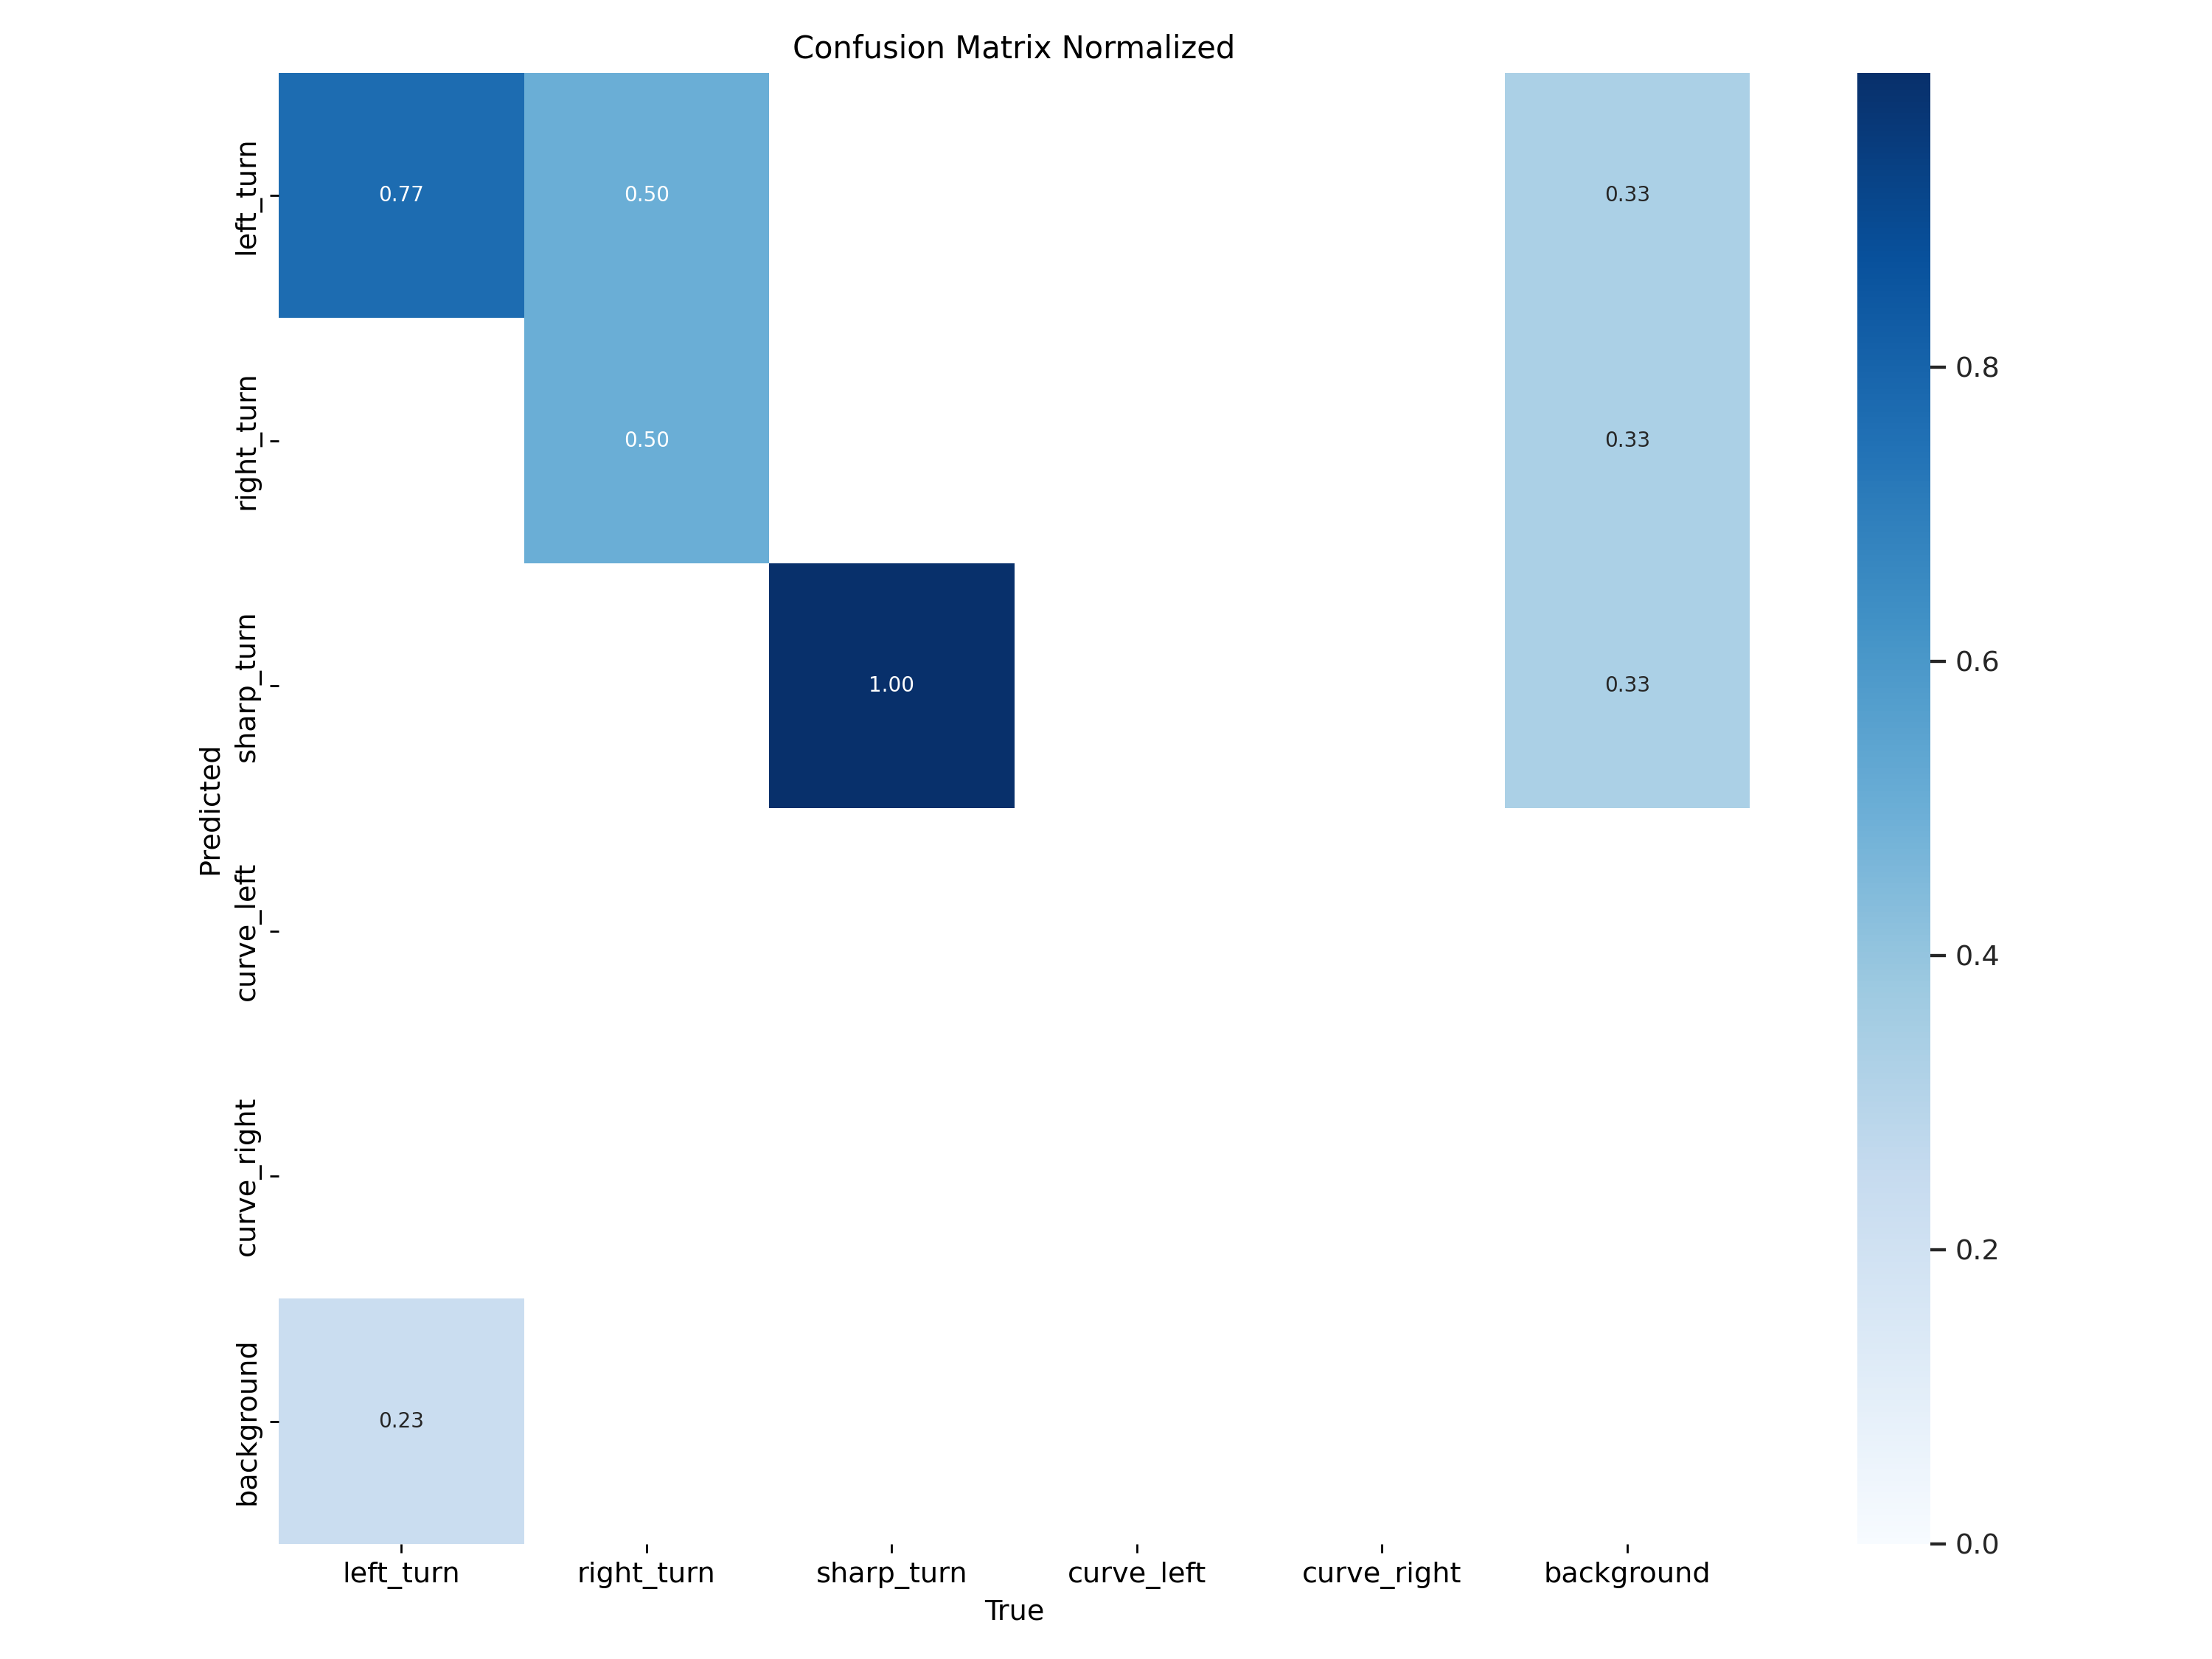 Confusion Matrix Normalized
left_turn
0.77
0.50
0.33
right_turn
0.50
0.33
sharp_turn
1.00
0.33
curve_left
curve_right
background
0.23
Predicted
left_turn
right_turn
sharp_turn
curve_left
curve_right
background
True
0.8
0.6
0.4
0.2
0.0